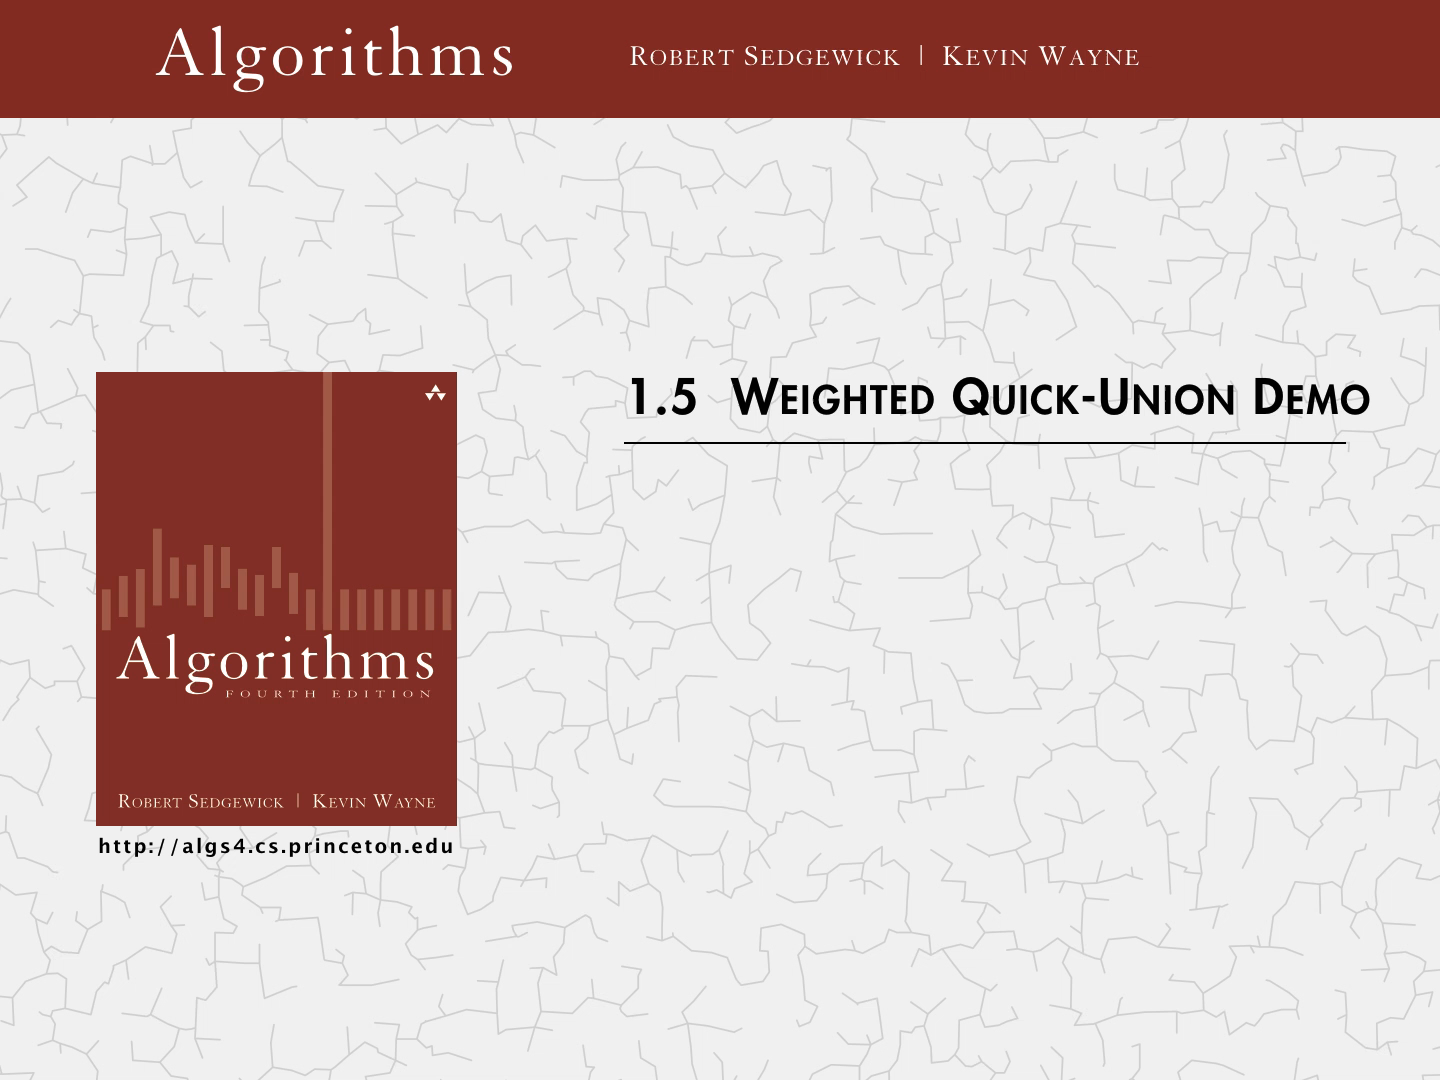 Algorithms
ROBERT SEDGEWICK | KEVIN WAYNE
1.5 WEIGHTED QUICK-UNION DEMO
Algorithms
FOURTH EDITION
ROBERT SEDGEWICK | KEVIN WAYNE
http://algs4.cs.princeton.edu